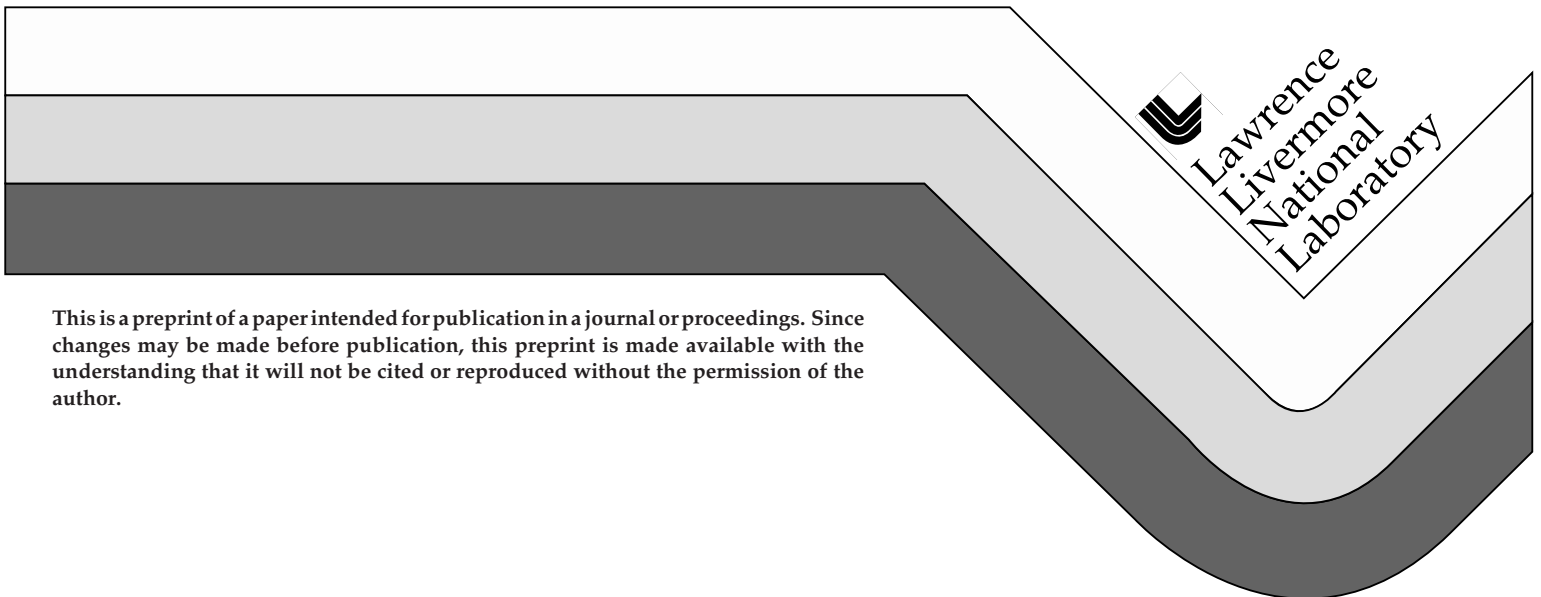 Lawrence
Livermore
National
Laboratory
This is a preprint of a paper intended for publication in a journal or proceedings. Since
changes may be made before publication, this preprint is made available with the
understanding that it will not be cited or reproduced without the permission of the
author.